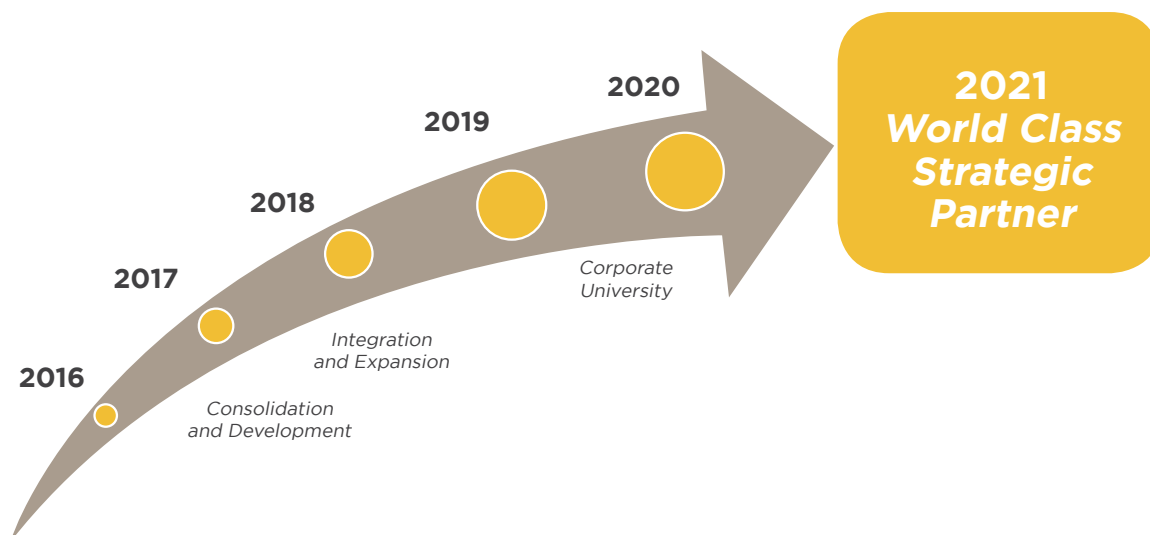 2016
2017
2018
2019
2020
2021
World Class
Strategic
Partner
Consolidation
and Development
Integration
and Expansion
Corporate
University